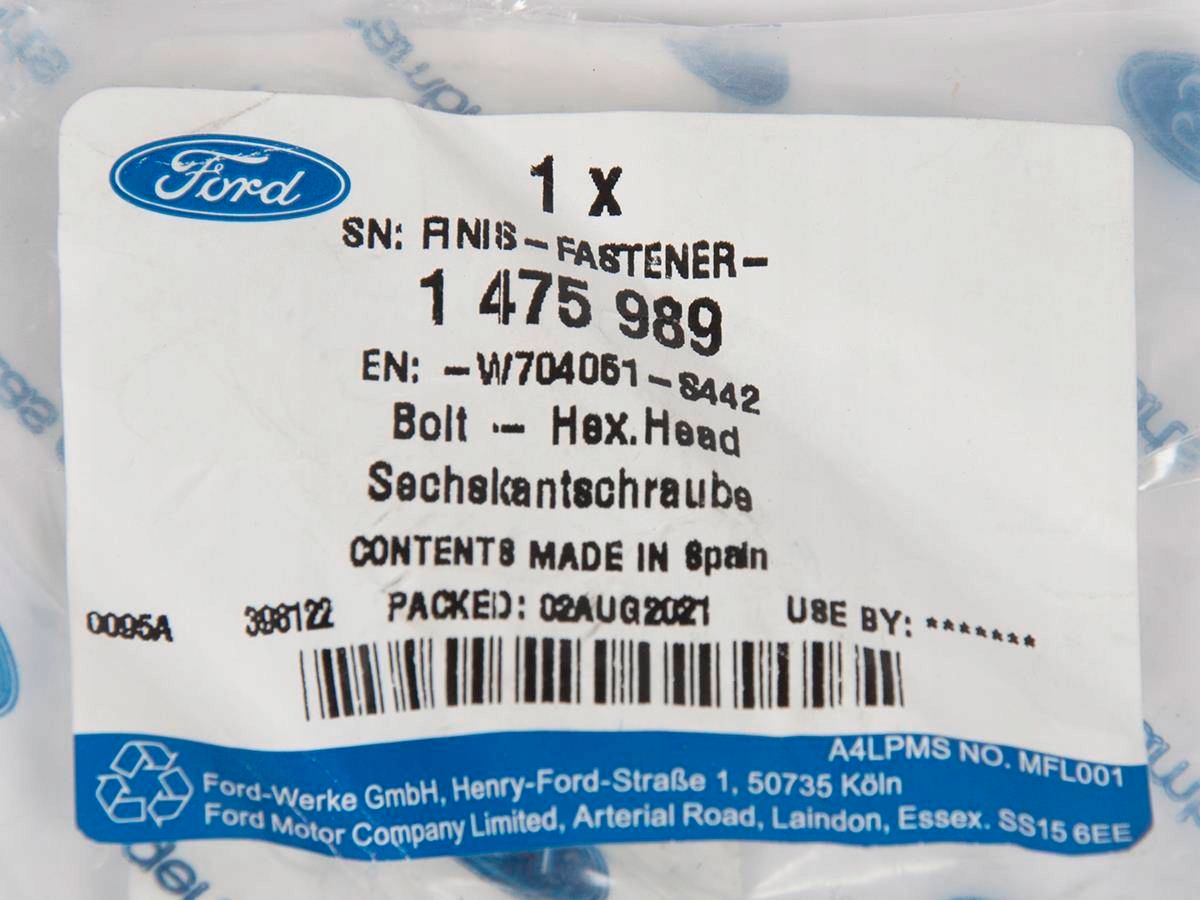 Ford
1 X
SN: FINIS-FASTENER-
1 475 989
EN: -W704051-S442
Bolt -- Hex.Head
Sechskantschraube
CONTENTS MADE IN Spain
0095A 398122 PACKED: 02AUG2021 USE BY: *******
A4LPMS NO. MFL001
Ford-Werke GmbH, Henry-Ford-Straße 1, 50735 Köln
Ford Motor Company Limited, Arterial Road, Laindon, Essex. SS15 6EE